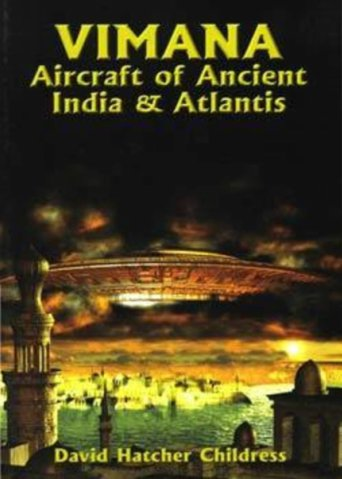 VIMANA
Aircraft of Ancient
India & Atlantis
David Hatcher Childress